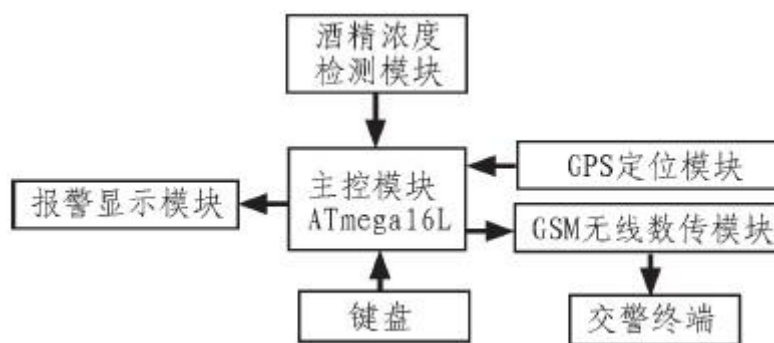 酒精浓度
检测模块
主控模块
ATmega16L
GPS定位模块
报警显示模块
GSM无线数传模块
键盘
交警终端